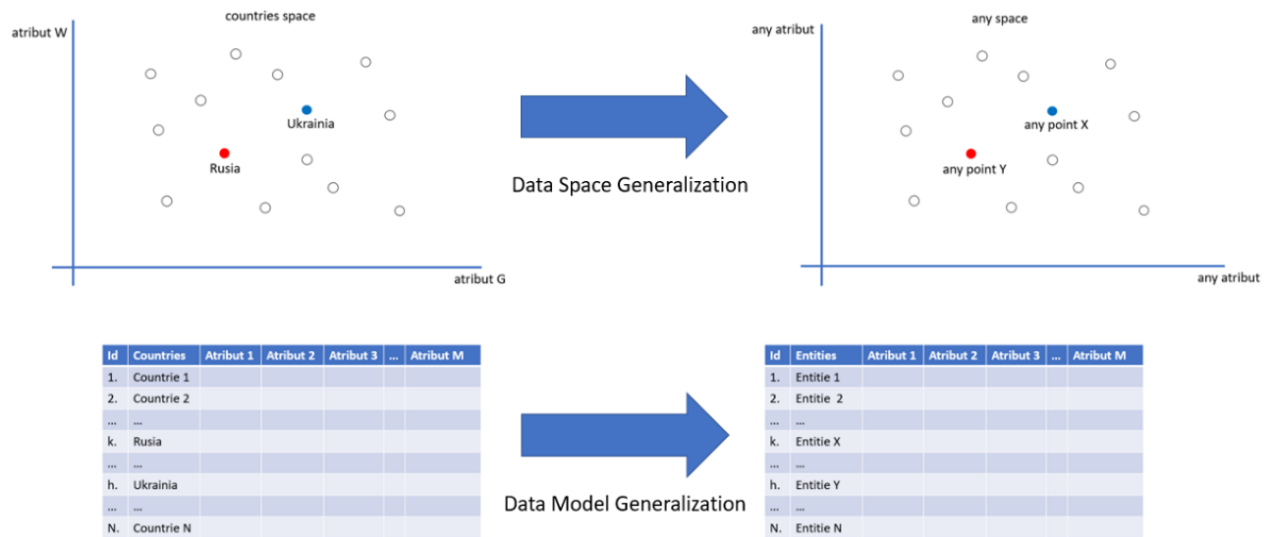 countries space
atribut W
Ukrainia
Rusia
atribut G
Data Space Generalization
any space
any atribut
any point X
any point Y
any atribut
Id Countries Atribut 1 Atribut 2 Atribut 3 ... Atribut M
1. Countrie 1
2. Countrie 2
... ...
k. Rusia
... ...
h. Ukrainia
... ...
N. Countrie N
Data Model Generalization
Id Entities Atribut 1 Atribut 2 Atribut 3 ... Atribut M
1. Entitie 1
2. Entitie 2
... ...
k. Entitie X
... ...
h. Entitie Y
... ...
N. Entitie N